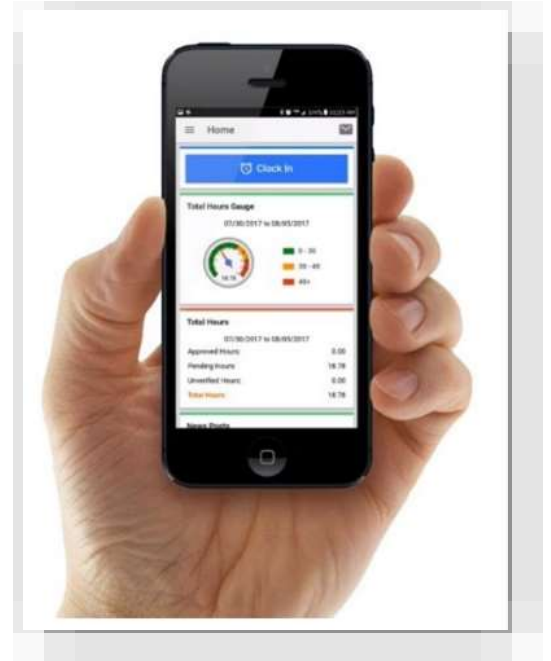 Home
Clock In
Total Hours Gauge
07/30/2017 to 08/05/2017
0 - 30
30 - 40
40+
18.78
Total Hours
07/30/2017 to 08/05/2017
Approved Hours 0.00
Pending Hours 18.78
Unverified Hours 0.00
Total Hours 18.78
News Posts